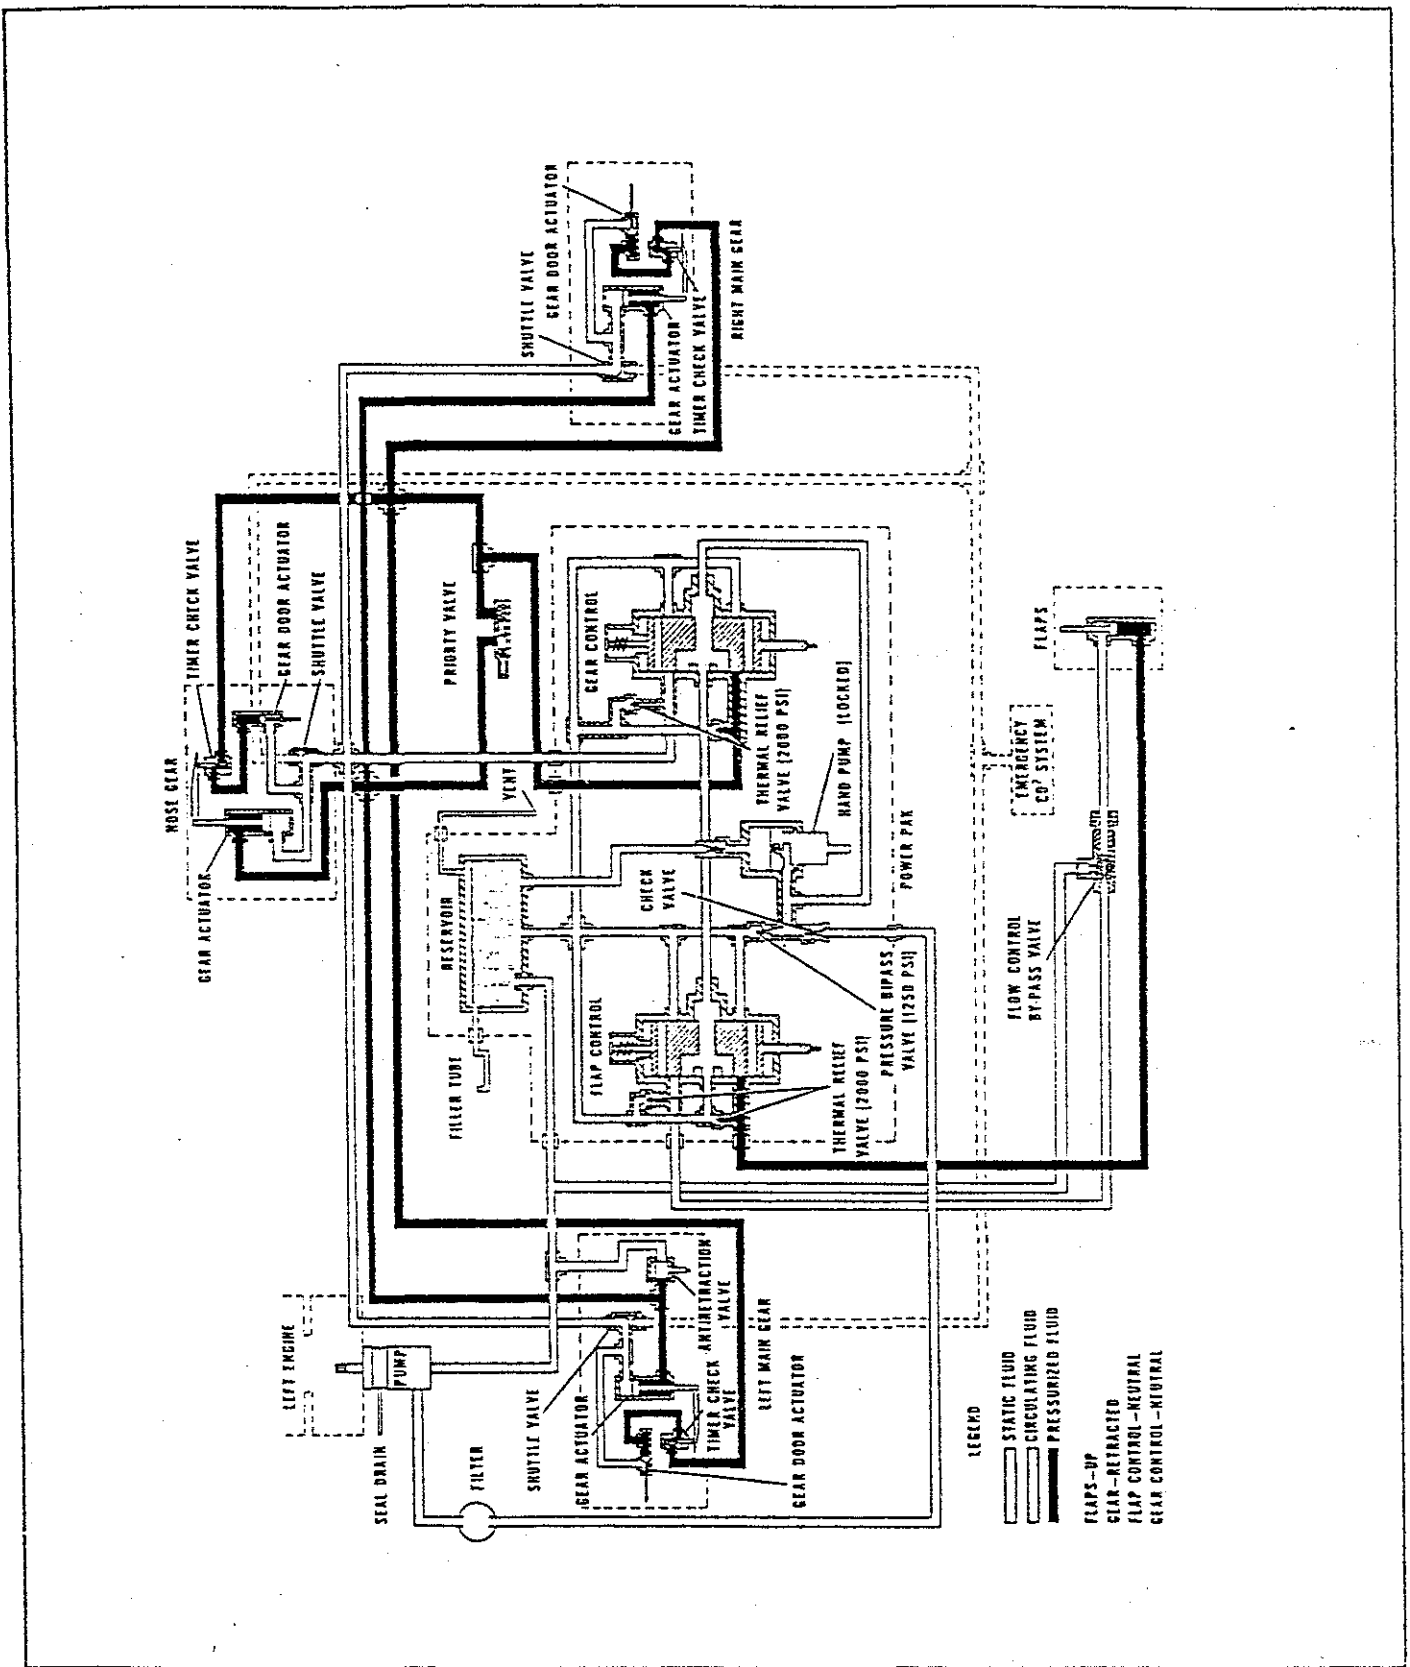 LEFT ENGINE
PUMP
SEAL DRAIN
FILTER
SHUTTLE VALVE
GEAR ACTUATOR
TIMER CHECK
VALVE
ANTIRETRACTION
VALVE
LEFT MAIN GEAR
GEAR DOOR ACTUATOR
NOSE GEAR
GEAR ACTUATOR
TIMER CHECK VALVE
GEAR DOOR ACTUATOR
SHUTTLE VALVE
FILLER TUBE
RESERVOIR
VENT
PRIORITY VALVE
FLAP CONTROL
GEAR CONTROL
CHECK
VALVE
THERMAL RELIEF
VALVE (2000 PSI)
HAND PUMP (LOCKED)
POWER PAK
THERMAL RELIEF
VALVE (2000 PSI)
PRESSURE BIPASS
VALVE (1250 PSI)
SHUTTLE VALVE
GEAR DOOR ACTUATOR
GEAR ACTUATOR
TIMER CHECK VALVE
RIGHT MAIN GEAR
FLOW CONTROL
BY-PASS VALVE
EMERGENCY
CO² SYSTEM
FLAPS
LEGEND
STATIC FLUID
CIRCULATING FLUID
PRESSURIZED FLUID
FLAPS-UP
GEAR-RETRACTED
FLAP CONTROL-NEUTRAL
GEAR CONTROL-NEUTRAL